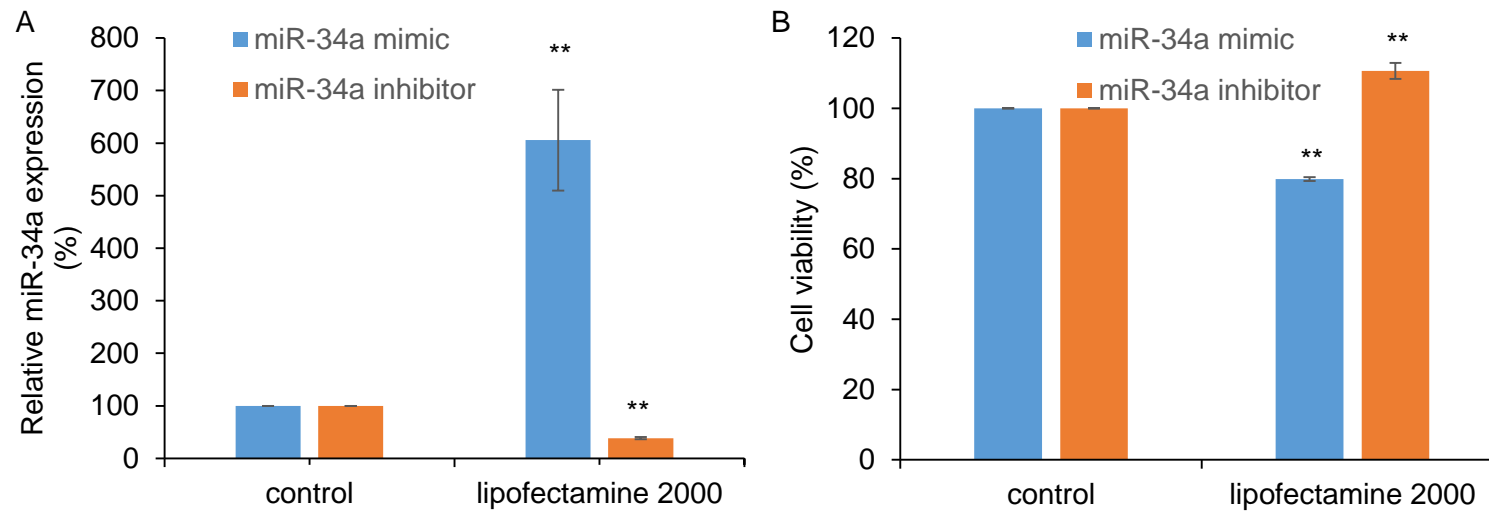 A
Relative miR-34a expression
(%)
800
700
600
500
400
300
200
100
0
miR-34a mimic
miR-34a inhibitor
**
**
control
lipofectamine 2000
B
Cell viability (%)
120
100
80
60
40
20
0
miR-34a mimic
miR-34a inhibitor
**
**
control
lipofectamine 2000